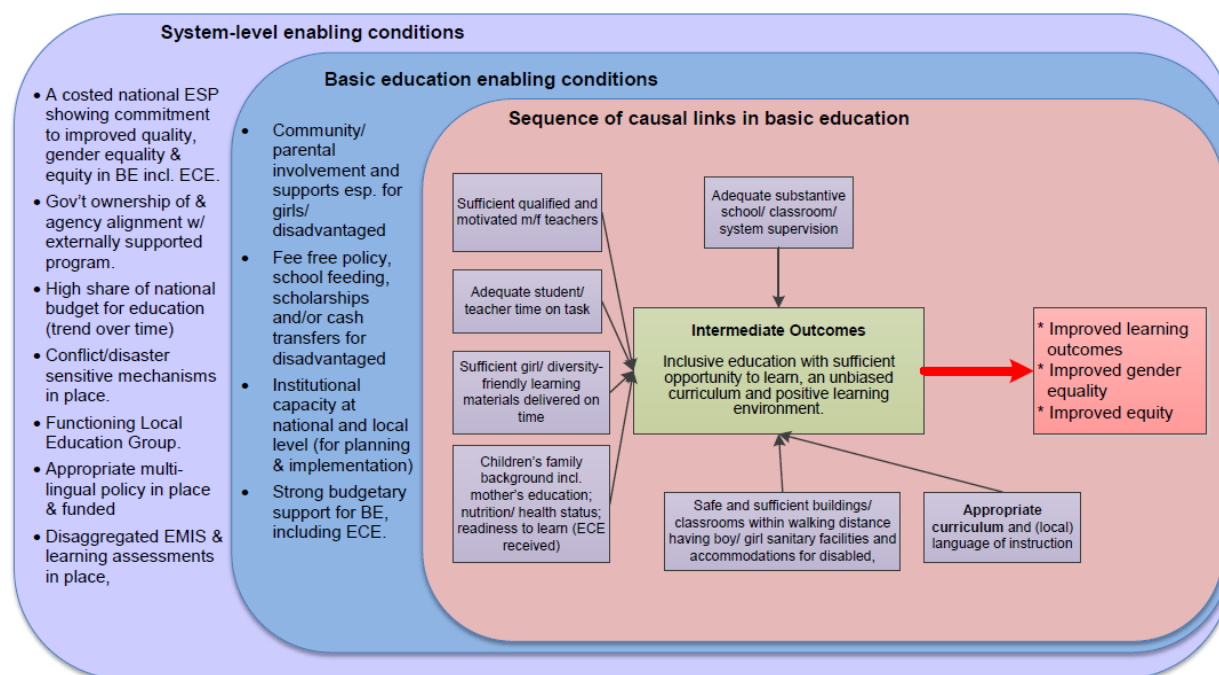 System-level enabling conditions
• A costed national ESP
showing commitment
to improved quality,
gender equality &
equity in BE incl. ECE.
• Gov't ownership of &
agency alignment w/
externally supported
program.
• High share of national
budget for education
(trend over time)
• Conflict/disaster
sensitive mechanisms
in place.
• Functioning Local
Education Group.
• Appropriate multi-
lingual policy in place
& funded
• Disaggregated EMIS &
learning assessments
in place,
Basic education enabling conditions
• Community/
parental
involvement and
supports esp. for
girls/
disadvantaged
• Fee free policy,
school feeding,
scholarships
and/or cash
transfers for
disadvantaged
• Institutional
capacity at
national and local
level (for planning
& implementation)
• Strong budgetary
support for BE,
including ECE.
Sequence of causal links in basic education
Sufficient qualified and
motivated m/f teachers
Adequate student/
teacher time on task
Sufficient girl/ diversity-
friendly learning
materials delivered on
time
Children's family
background incl.
mother's education;
nutrition/ health status;
readiness to learn (ECE
received)
Adequate substantive
school/ classroom/
system supervision
Intermediate Outcomes
Inclusive education with sufficient
opportunity to learn, an unbiased
curriculum and positive learning
environment.
Safe and sufficient buildings/
classrooms within walking distance
having boy/ girl sanitary facilities and
accommodations for disabled,
Appropriate
curriculum and (local)
language of instruction
* Improved learning
outcomes
* Improved gender
equality
* Improved equity